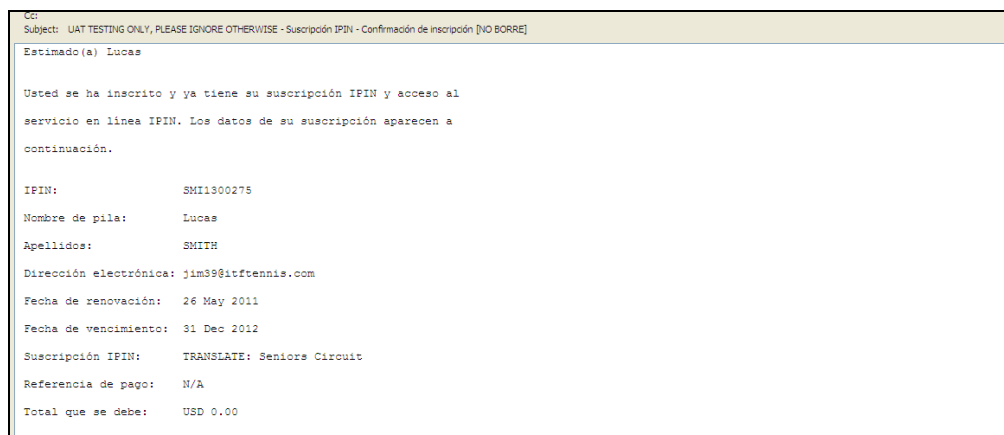 Cc:
Subject: UAT TESTING ONLY, PLEASE IGNORE OTHERWISE - Suscripción IPIN - Confirmación de inscripción [NO BORRE]
Estimado(a) Lucas
Usted se ha inscrito y ya tiene su suscripción IPIN y acceso al
servicio en línea IPIN. Los datos de su suscripción aparecen a
continuación.
IPIN: SMI1300275
Nombre de pila: Lucas
Apellidos: SMITH
Dirección electrónica: jim39@itftennis.com
Fecha de renovación: 26 May 2011
Fecha de vencimiento: 31 Dec 2012
Suscripción IPIN: TRANSLATE: Seniors Circuit
Referencia de pago: N/A
Total que se debe: USD 0.00